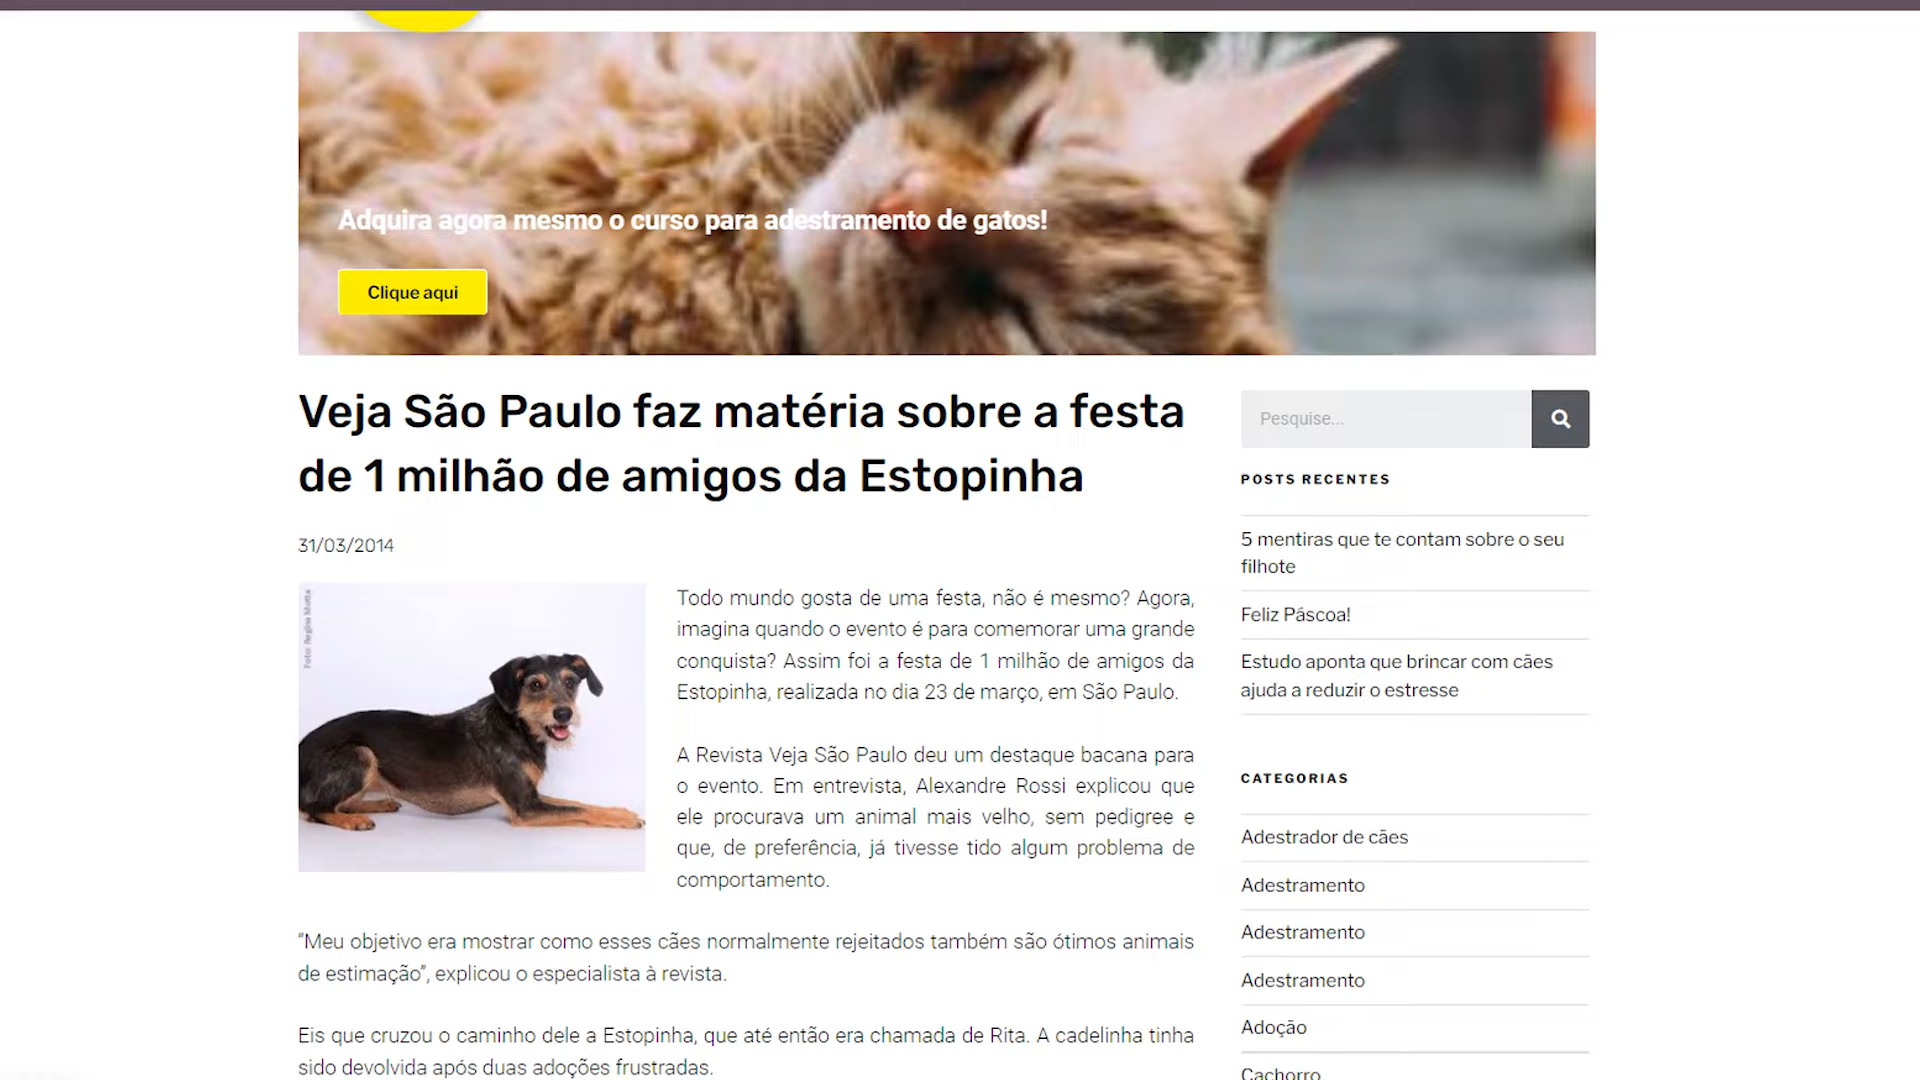 Adquira agora mesmo o curso para adestramento de gatos!
Clique aqui
Veja São Paulo faz matéria sobre a festa
de 1 milhão de amigos da Estopinha
31/03/2014
Foto: Regina Motta
Todo mundo gosta de uma festa, não é mesmo? Agora,
imagina quando o evento é para comemorar uma grande
conquista? Assim foi a festa de 1 milhão de amigos da
Estopinha, realizada no dia 23 de março, em São Paulo.
A Revista Veja São Paulo deu um destaque bacana para
o evento. Em entrevista, Alexandre Rossi explicou que
ele procurava um animal mais velho, sem pedigree e
que, de preferência, já tivesse tido algum problema de
comportamento.
“Meu objetivo era mostrar como esses cães normalmente rejeitados também são ótimos animais
de estimação”, explicou o especialista à revista.
Eis que cruzou o caminho dele a Estopinha, que até então era chamada de Rita. A cadelinha tinha
sido devolvida após duas adoções frustradas.
Pesquise...
POSTS RECENTES
5 mentiras que te contam sobre o seu
filhote
Feliz Páscoa!
Estudo aponta que brincar com cães
ajuda a reduzir o estresse
CATEGORIAS
Adestrador de cães
Adestramento
Adestramento
Adestramento
Adoção
Cachorro